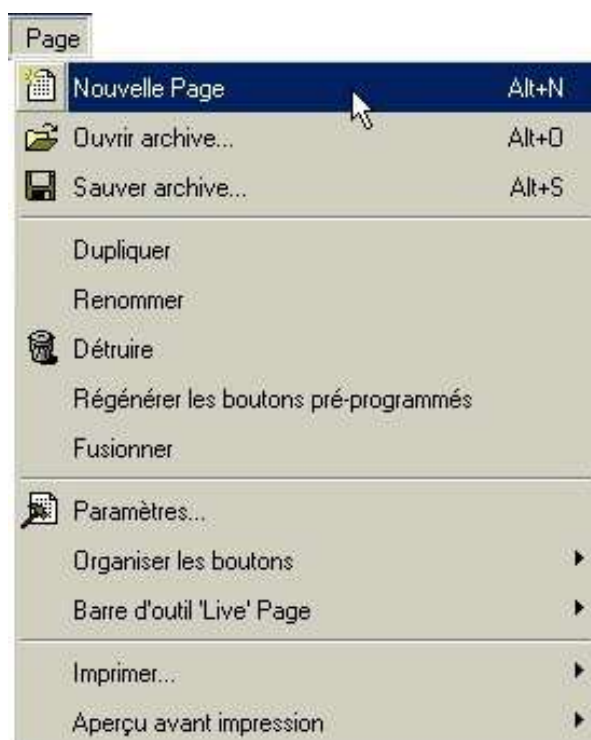 Page
Nouvelle Page Alt+N
Ouvrir archive... Alt+O
Sauver archive... Alt+S
Dupliquer
Renommer
Détruire
Régénérer les boutons pré-programmés
Fusionner
Paramètres...
Organiser les boutons
Barre d'outil 'Live' Page
Imprimer...
Aperçu avant impression